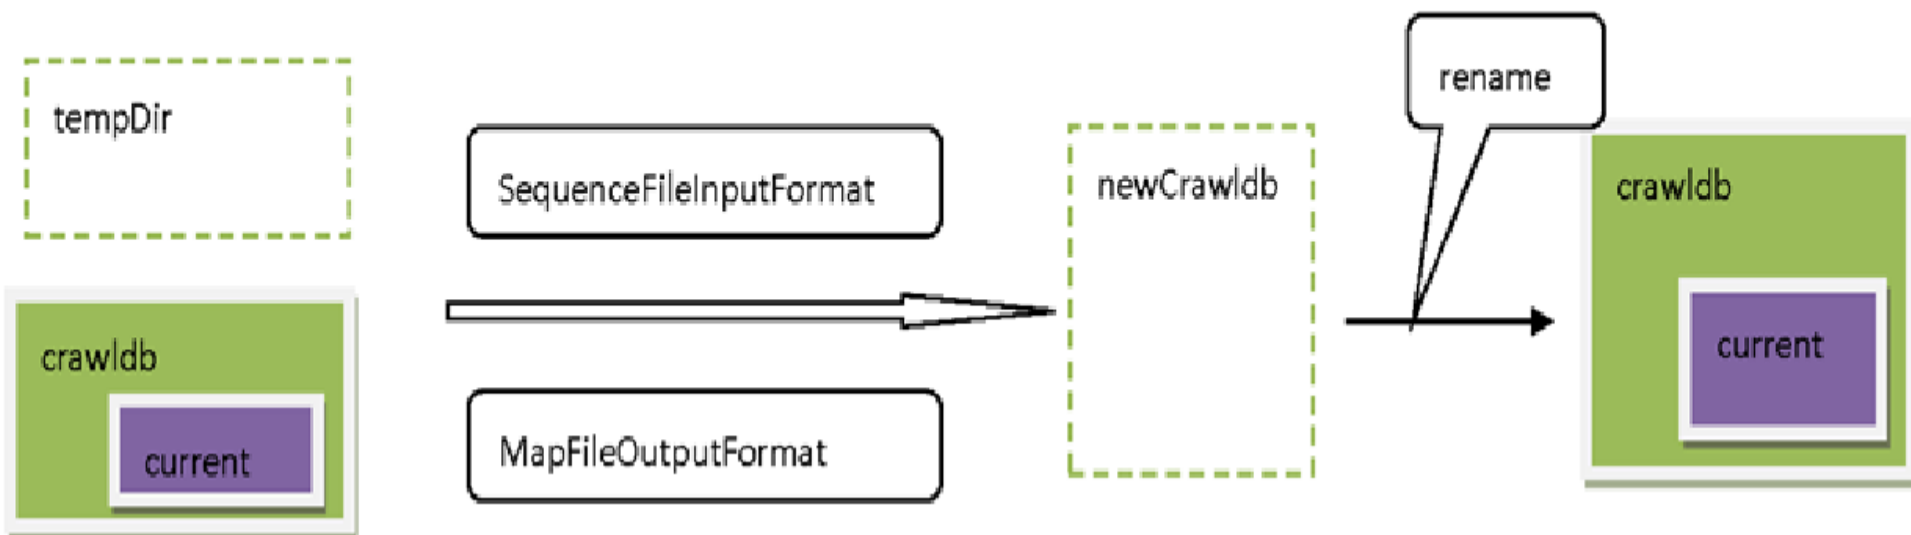 tempDir
crawldb
current
SequenceFileInputFormat
MapFileOutputFormat
newCrawldb
rename
crawldb
current